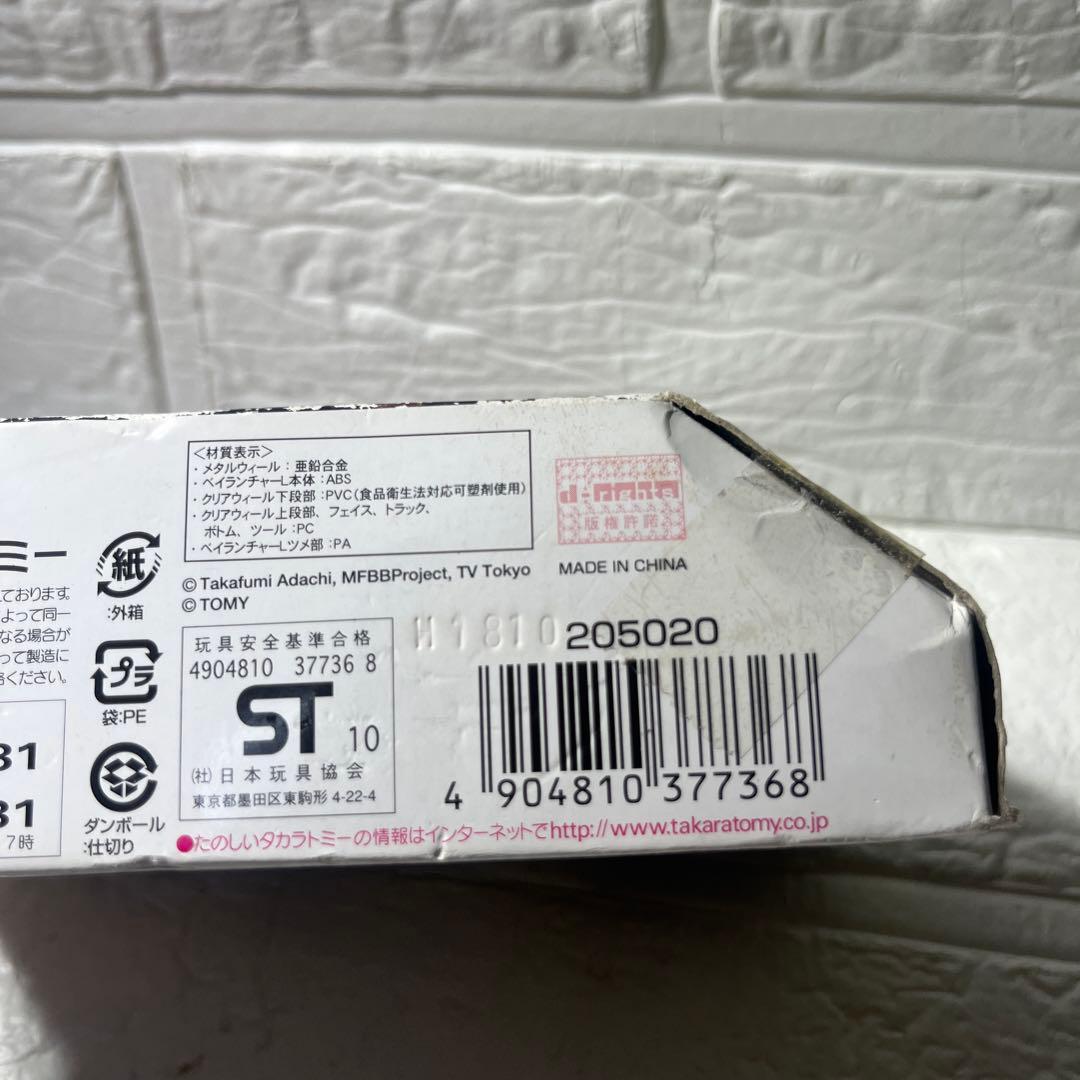 ミー
ております。
よって同一
なる場合が
って製造に
ください。
31
31
7時
紙
:外箱
プラ
袋:PE
ダンボール
:仕切り
<材質表示>
・メタルウィール：亜鉛合金
・ベイランチャーL本体：ABS
・クリアウィール下段部：PVC(食品衛生法対応可塑剤使用)
・クリアウィール上段部、フェイス、トラック、
ボトム、ツール：PC
・ベイランチャーLツメ部：PA
© Takafumi Adachi, MFBBProject, TV Tokyo
© TOMY
d-rights
版権許諾
MADE IN CHINA
玩具安全基準合格
4904810 37736 8
ST 10
(社)日本玩具協会
東京都墨田区東駒形 4-22-4
H1810
205020
4 904810 377368
●たのしいタカラトミーの情報はインターネットでhttp://www.takaratomy.co.jp